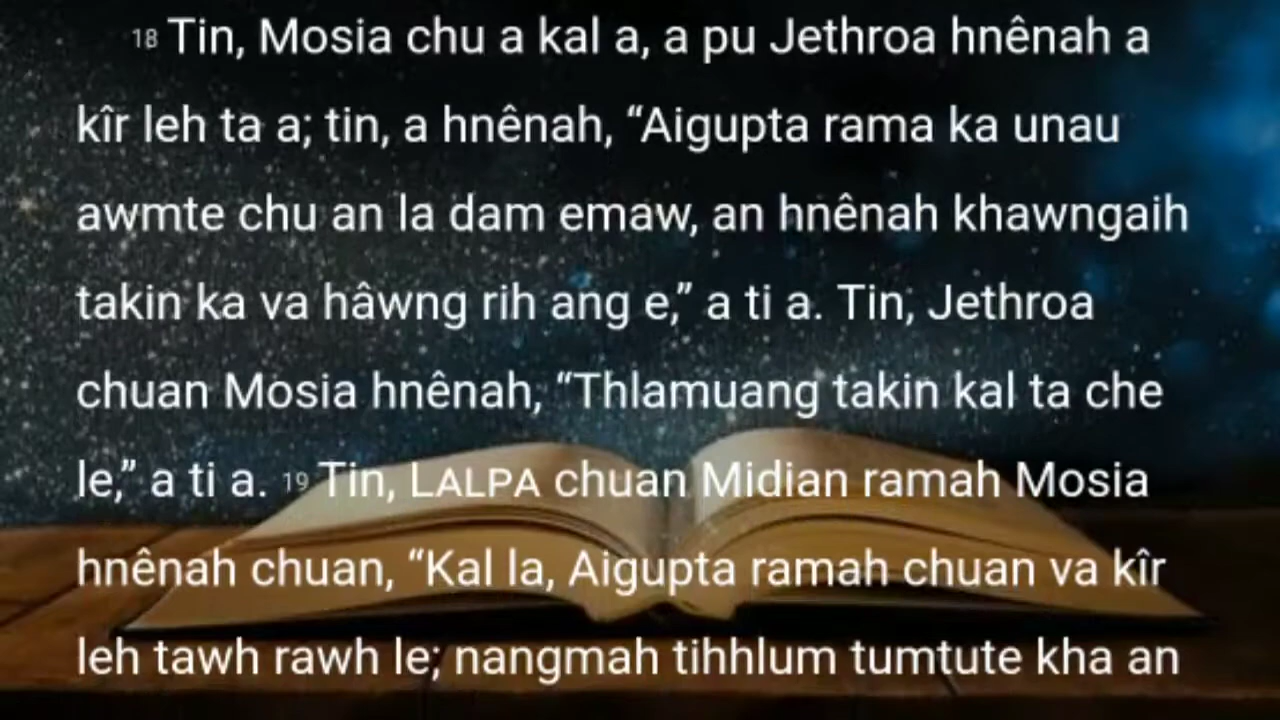 18 Tin, Mosia chu a kal a, a pu Jethroa hnênah a
kîr leh ta a; tin, a hnênah, “Aigupta rama ka unau
awmte chu an la dam emaw, an hnênah khawngaih
takin ka va hâwng rih ang e,” a ti a. Tin, Jethroa
chuan Mosia hnênah, “Thlamuang takin kal ta che
le,” a ti a. 19 Tin, LALPA chuan Midian ramah Mosia
hnênah chuan, “Kal la, Aigupta ramah chuan va kîr
leh tawh rawh le; nangmah tihhlum tumtute kha an